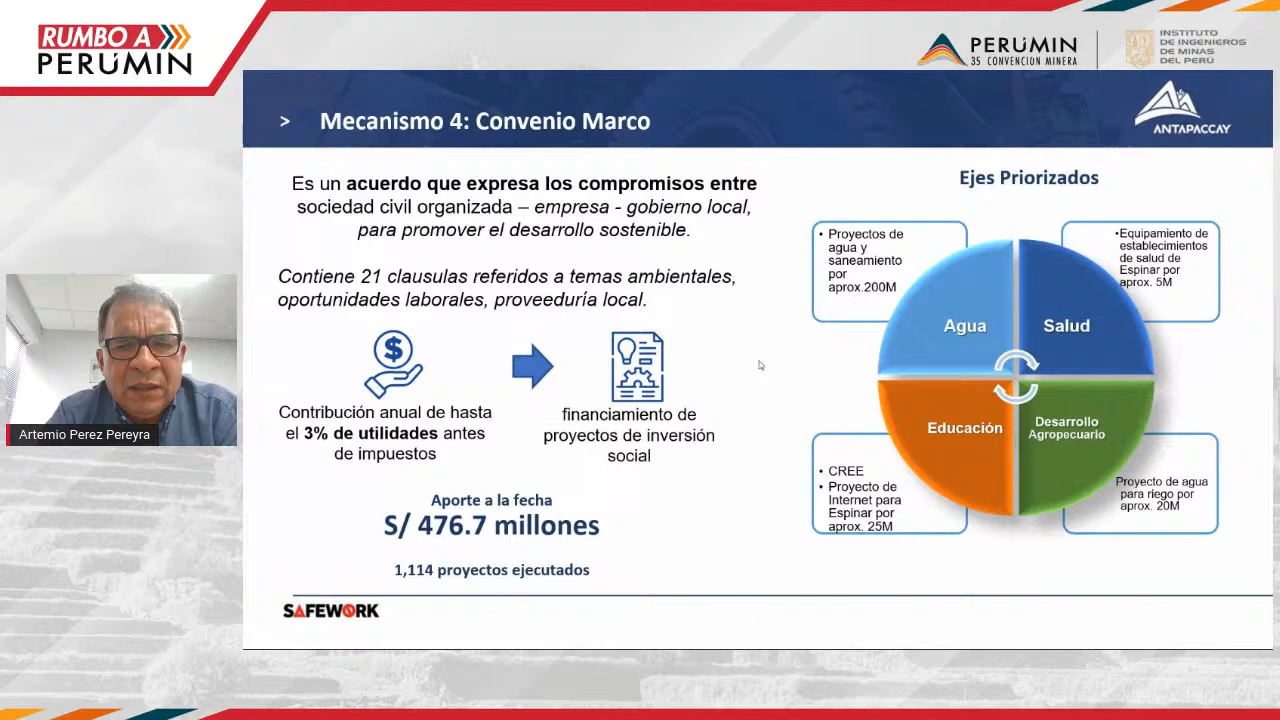 RUMBO A
PERÚMIN
PERÚMIN
35 CONVENCIÓN MINERA
INSTITUTO
DE INGENIEROS
DE MINAS
DEL PERÚ
> Mecanismo 4: Convenio Marco
ANTAPACCAY
Es un acuerdo que expresa los compromisos entre
sociedad civil organizada – empresa - gobierno local,
para promover el desarrollo sostenible.
Contiene 21 clausulas referidos a temas ambientales,
oportunidades laborales, proveeduría local.
$
Contribución anual de hasta
el 3% de utilidades antes
de impuestos
financiamiento de
proyectos de inversión
social
Aporte a la fecha
S/ 476.7 millones
1,114 proyectos ejecutados
SAFEWORK
Ejes Priorizados
• Proyectos de
agua y
saneamiento
por
aprox.200M
•Equipamiento de
establecimientos
de salud de
Espinar por
aprox. 5M
Agua
Salud
Educación
Desarrollo
Agropecuario
• CREE
• Proyecto de
Internet para
Espinar por
aprox. 25M
Proyecto de agua
para riego por
aprox. 20M
Artemio Perez Pereyra